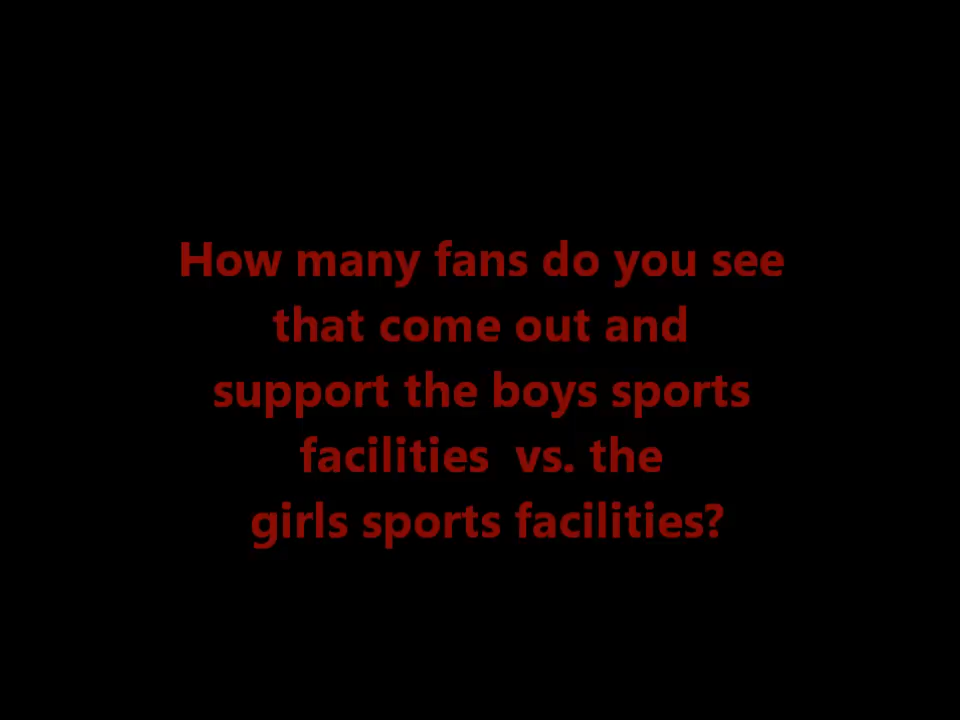 How many fans do you see
that come out and
support the boys sports
facilities  vs. the
girls sports facilities?